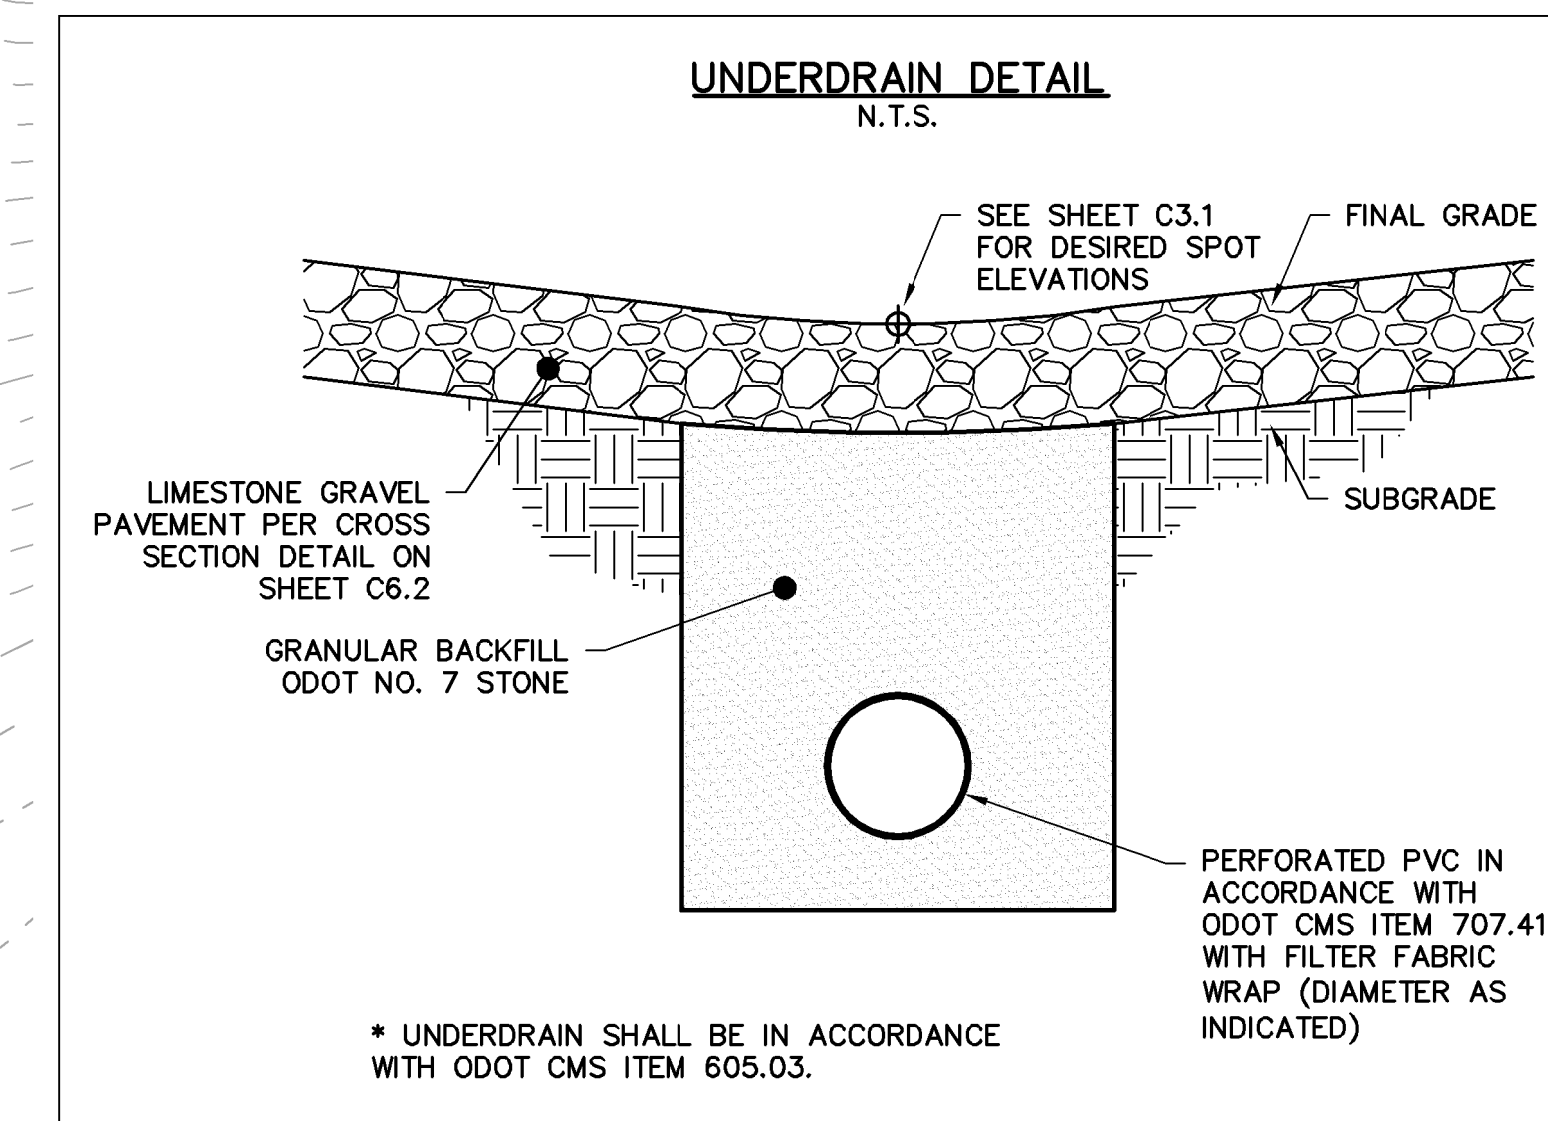 UNDERDRAIN DETAIL
N.T.S.
SEE SHEET C3.1
FOR DESIRED SPOT
ELEVATIONS
FINAL GRADE
LIMESTONE GRAVEL
PAVEMENT PER CROSS
SECTION DETAIL ON
SHEET C6.2
SUBGRADE
GRANULAR BACKFILL
ODOT NO. 7 STONE
PERFORATED PVC IN
ACCORDANCE WITH
ODOT CMS ITEM 707.41
WITH FILTER FABRIC
WRAP (DIAMETER AS
INDICATED)
* UNDERDRAIN SHALL BE IN ACCORDANCE
WITH ODOT CMS ITEM 605.03.